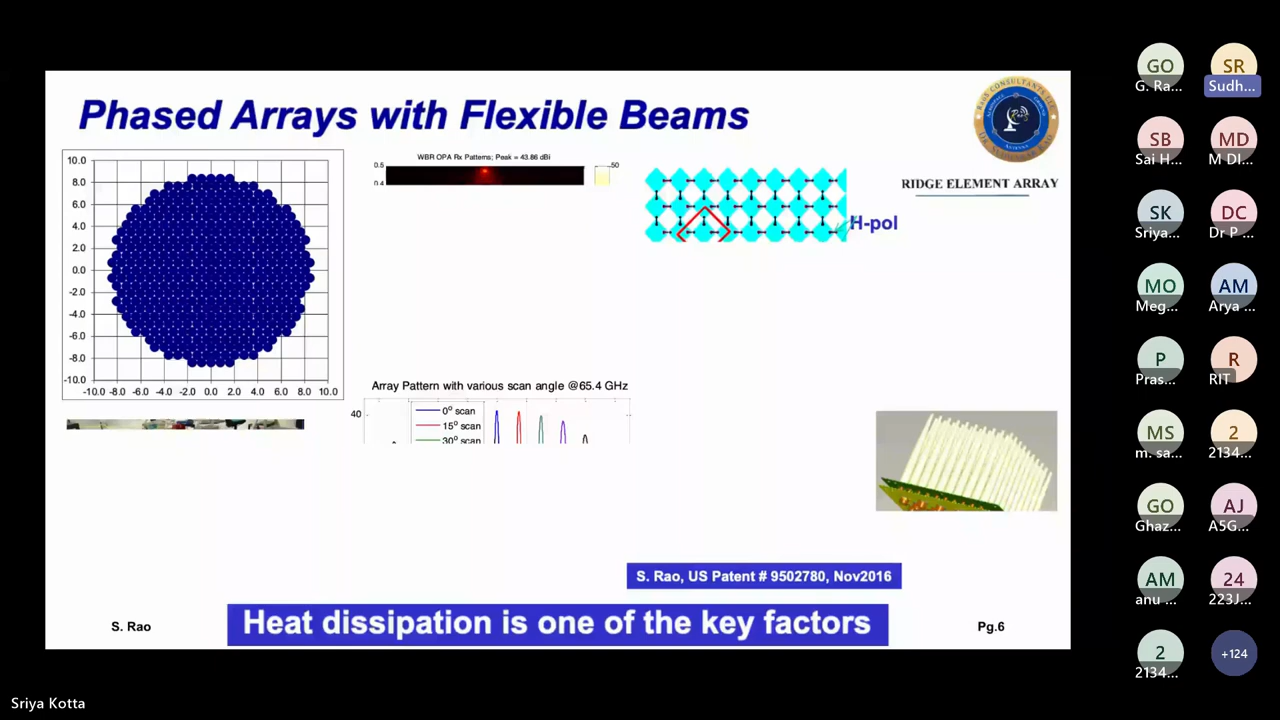 Phased Arrays with Flexible Beams
RIDGE ELEMENT ARRAY
10.0
8.0
6.0
4.0
2.0
0.0
-2.0
-4.0
-6.0
-8.0
-10.0
-10.0 -8.0 -6.0 -4.0 -2.0 0.0 2.0 4.0 6.0 8.0 10.0
WBR OPA Rx Patterns; Peak = 43.86 dBi
0.5
0.4
50
H-pol
Array Pattern with various scan angle @65.4 GHz
40
0° scan
15° scan
30° scan
S. Rao, US Patent # 9502780, Nov2016
S. Rao
Heat dissipation is one of the key factors
Pg.6
GO
G. Ra...
SR
Sudh...
SB
Sai H...
MD
M DI...
SK
Sriya...
DC
Dr P ...
MO
Meg...
AM
Arya ...
P
Pras...
R
RIT
MS
m. sa...
2
2134...
GO
Ghaz...
AJ
A5G...
AM
anu ...
24
223J...
2
2134...
+124
Sriya Kotta